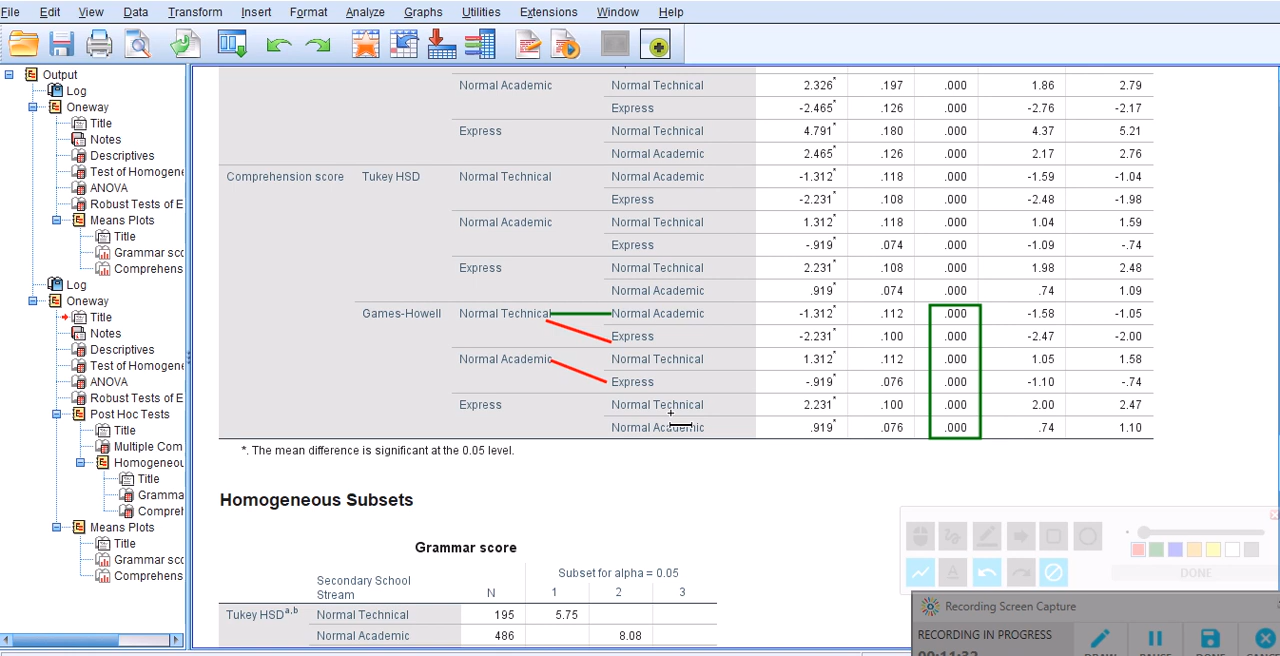 File Edit View Data Transform Insert Format Analyze Graphs Utilities Extensions Window Help
Output
Log
Oneway
Title
Notes
Descriptives
Test of Homogene
ANOVA
Robust Tests of E
Means Plots
Title
Grammar sco
Comprehens
Log
Oneway
Title
Notes
Descriptives
Test of Homogene
ANOVA
Robust Tests of E
Post Hoc Tests
Title
Multiple Com
Homogeneou
Title
Gramma
Compreh
Means Plots
Title
Grammar sco
Comprehens
Normal Academic Normal Technical 2.326* .197 .000 1.86 2.79
Express -2.465* .126 .000 -2.76 -2.17
Express Normal Technical 4.791* .180 .000 4.37 5.21
Normal Academic 2.465* .126 .000 2.17 2.76
Comprehension score Tukey HSD Normal Technical Normal Academic -1.312* .118 .000 -1.59 -1.04
Express -2.231* .108 .000 -2.48 -1.98
Normal Academic Normal Technical 1.312* .118 .000 1.04 1.59
Express -.919* .074 .000 -1.09 -.74
Express Normal Technical 2.231* .108 .000 1.98 2.48
Normal Academic .919* .074 .000 .74 1.09
Games-Howell Normal Technical Normal Academic -1.312* .112 .000 -1.58 -1.05
Express -2.231* .100 .000 -2.47 -2.00
Normal Academic Normal Technical 1.312* .112 .000 1.05 1.58
Express -.919* .076 .000 -1.10 -.74
Express Normal Technical 2.231* .100 .000 2.00 2.47
Normal Academic .919* .076 .000 .74 1.10
*. The mean difference is significant at the 0.05 level.
Homogeneous Subsets
Grammar score
Secondary School Stream N Subset for alpha = 0.05
1 2 3
Tukey HSDa,b Normal Technical 195 5.75
Normal Academic 486 8.08
A
DONE
Recording Screen Capture
RECORDING IN PROGRESS
00:11:32
DRAW PAUSE DONE